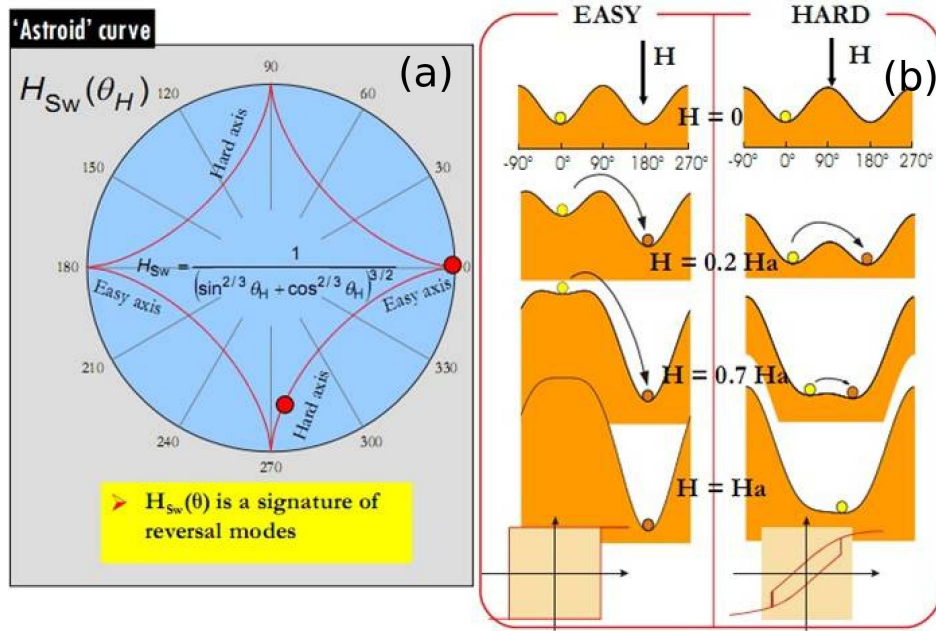 'Astroid' curve
(a)
H_Sw(θ_H)
90
120
60
150
30
180
0
210
330
240
300
270
Hard axis
Easy axis
Easy axis
Hard axis
H_Sw = 1 / (sin^2/3 θ_H + cos^2/3 θ_H)^3/2
➤ H_Sw(θ) is a signature of
reversal modes
EASY
HARD
(b)
H
H
H = 0
-90° 0° 90° 180° 270°
-90° 0° 90° 180° 270°
H = 0.2 Ha
H = 0.7 Ha
H = Ha